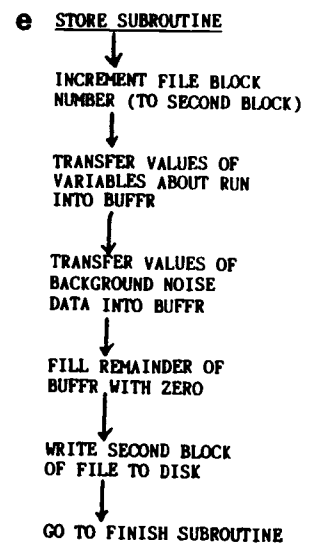 e STORE SUBROUTINE
INCREMENT FILE BLOCK
NUMBER (TO SECOND BLOCK)
TRANSFER VALUES OF
VARIABLES ABOUT RUN
INTO BUFFR
TRANSFER VALUES OF
BACKGROUND NOISE
DATA INTO BUFFR
FILL REMAINDER OF
BUFFR WITH ZERO
WRITE SECOND BLOCK
OF FILE TO DISK
GO TO FINISH SUBROUTINE